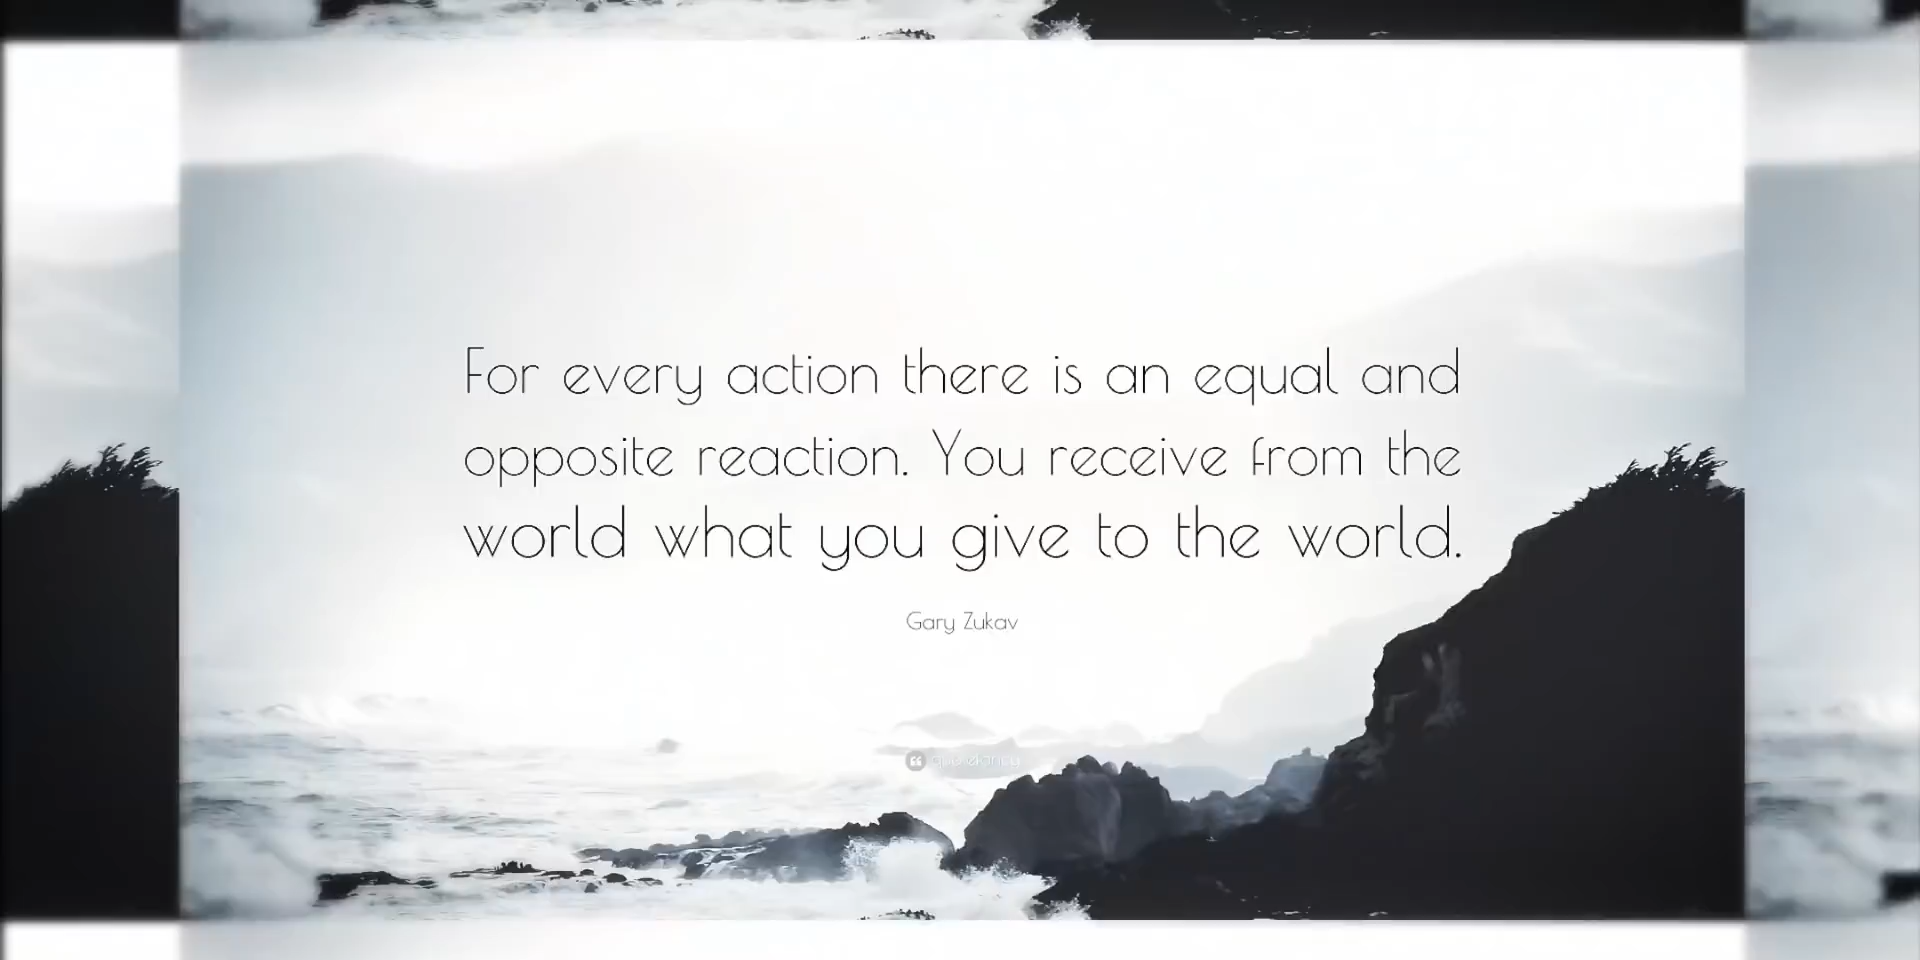 For every action there is an equal and
opposite reaction. You receive from the
world what you give to the world.
Gary Zukav